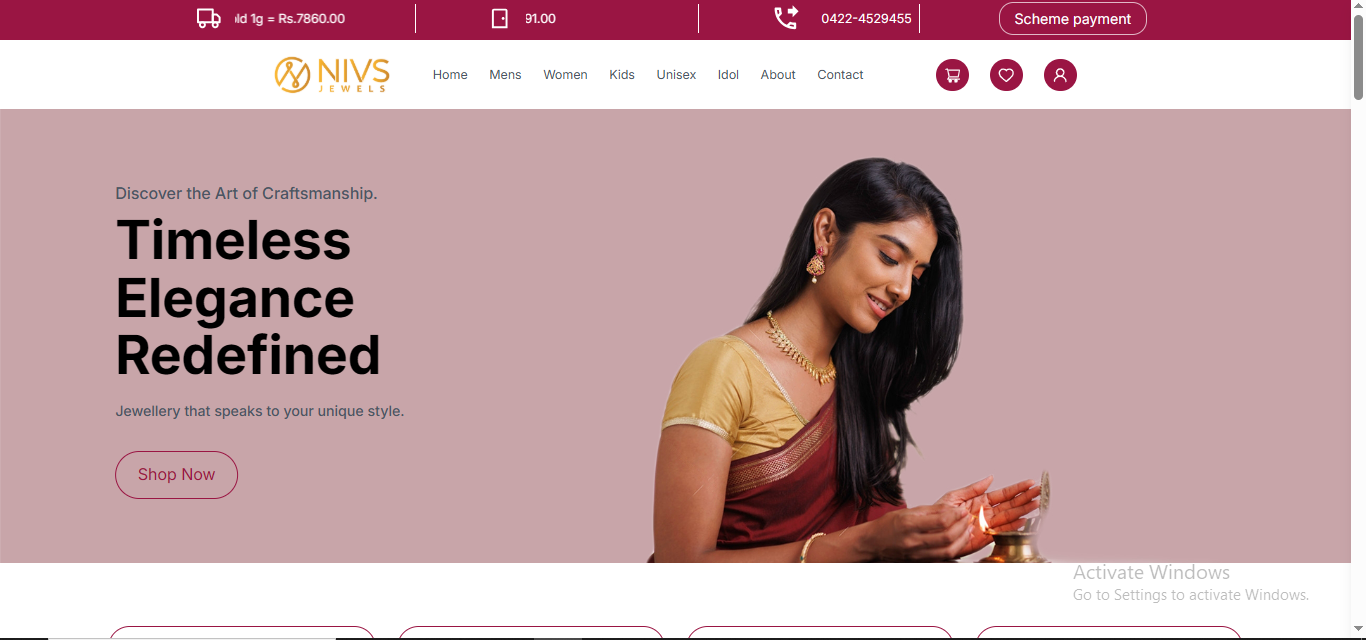 ld 1g = Rs.7860.00
91.00
0422-4529455
Scheme payment
NIVS
JEWELS
Home
Mens
Women
Kids
Unisex
Idol
About
Contact
Discover the Art of Craftsmanship.
Timeless
Elegance
Redefined
Jewellery that speaks to your unique style.
Shop Now
Activate Windows
Go to Settings to activate Windows.